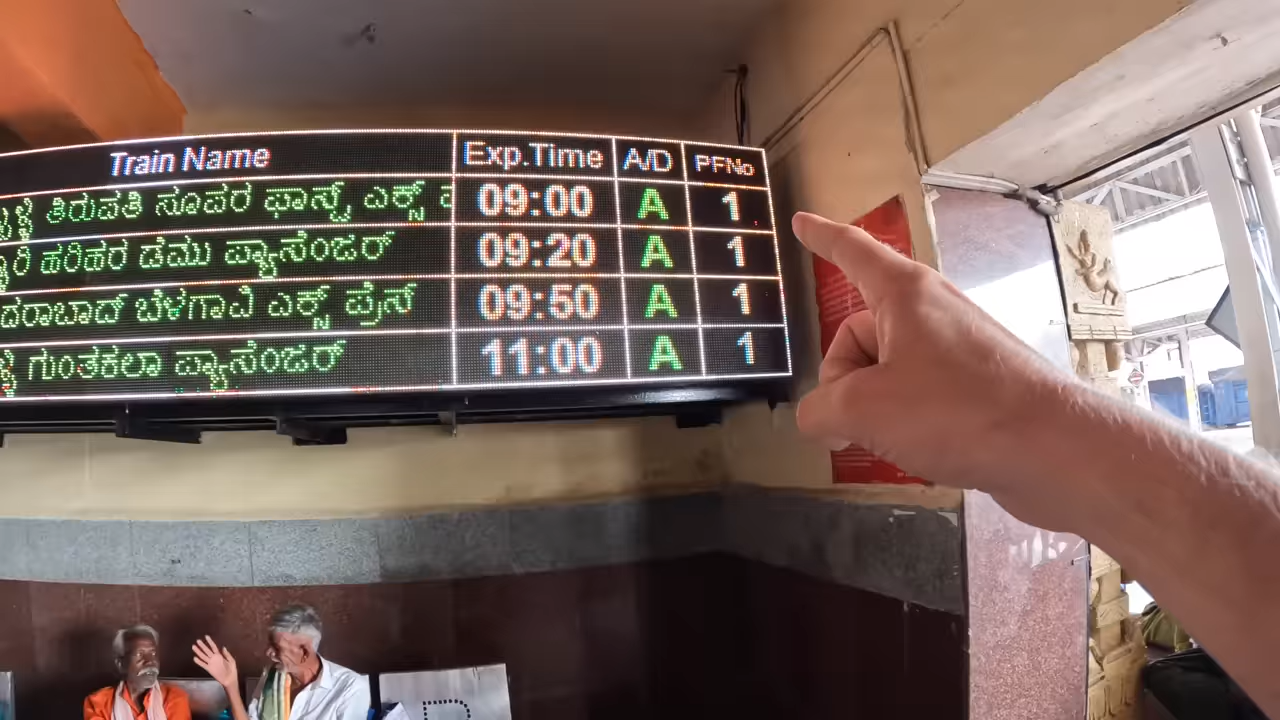 Train Name Exp.Time A/D PFNo
ತಿರುಪತಿ ಸೂಪರ ಫಾಸ್ಟ್ ಎಕ್ಸ್ 09:00 A 1
ಹರಿಹರ ಡೆಮು ಪ್ಯಾಸೆಂಜರ್ 09:20 A 1
ದರಾಬಾದ್ ಬೆಳಗಾವಿ ಎಕ್ಸ್ ಪ್ರೆಸ್ 09:50 A 1
ಗುಂತಕಲಾ ಪ್ಯಾಸೆಂಜರ್ 11:00 A 1